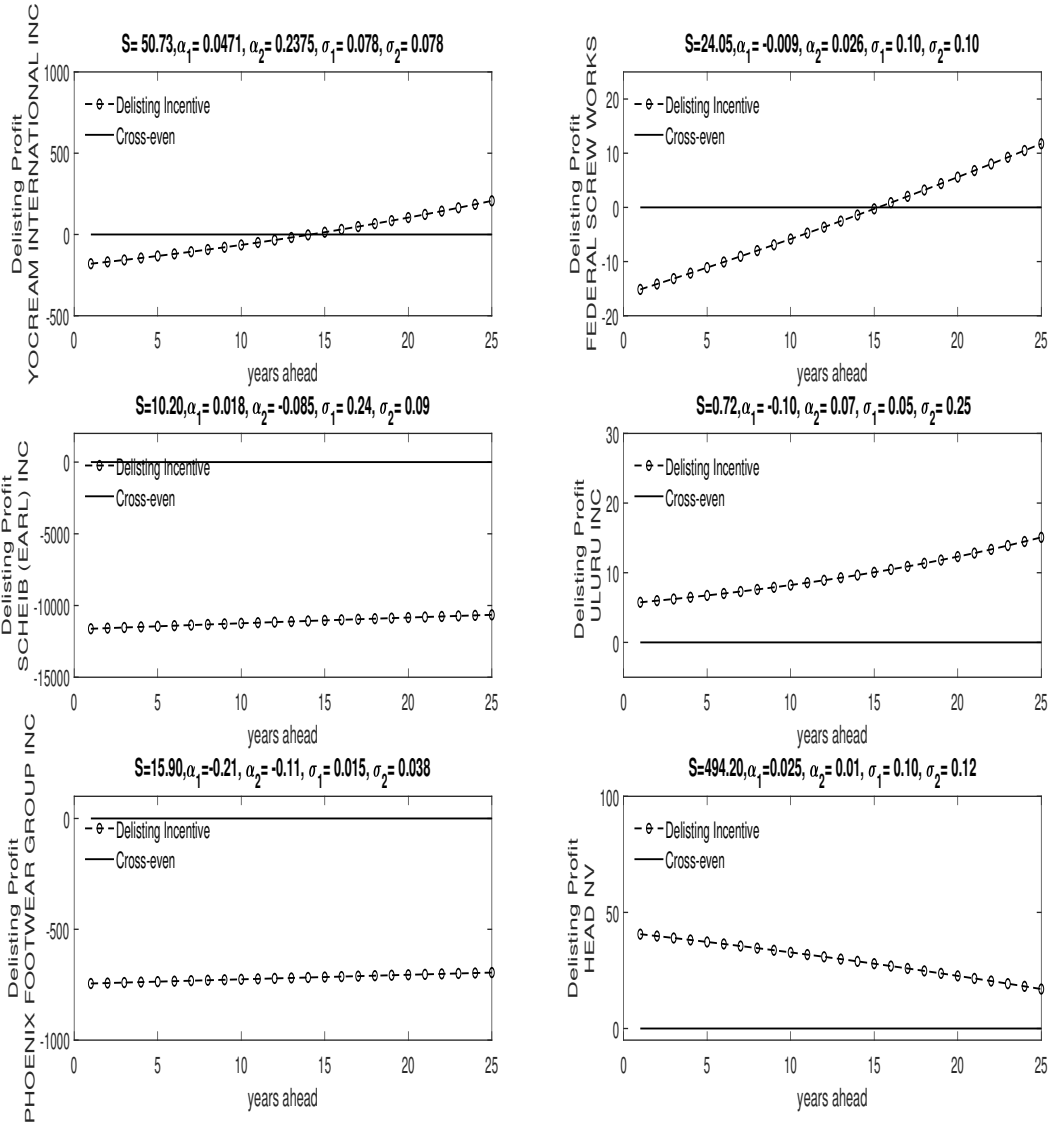 S= 50.73,α1= 0.0471, α2= 0.2375, σ1= 0.078, σ2= 0.078
Delisting Profit
YOCREAM INTERNATIONAL INC
1000
500
0
-500
Delisting Incentive
Cross-even
0 5 10 15 20 25
years ahead
S=24.05,α1= -0.009, α2= 0.026, σ1= 0.10, σ2= 0.10
Delisting Profit
FEDERAL SCREW WORKS
20
10
0
-10
-20
Delisting Incentive
Cross-even
0 5 10 15 20 25
years ahead
S=10.20,α1= 0.018, α2= -0.085, σ1= 0.24, σ2= 0.09
Delisting Profit
SCHEIB (EARL) INC
0
-5000
-10000
-15000
Delisting Incentive
Cross-even
0 5 10 15 20 25
years ahead
S=0.72,α1= -0.10, α2= 0.07, σ1= 0.05, σ2= 0.25
Delisting Profit
ULURU INC
30
20
10
0
Delisting Incentive
Cross-even
0 5 10 15 20 25
years ahead
S=15.90,α1=-0.21, α2= -0.11, σ1= 0.015, σ2= 0.038
Delisting Profit
PHOENIX FOOTWEAR GROUP INC
0
-500
-1000
Delisting Incentive
Cross-even
0 5 10 15 20 25
years ahead
S=494.20,α1=0.025, α2= 0.01, σ1= 0.10, σ2= 0.12
Delisting Profit
HEAD NV
100
50
0
Delisting Incentive
Cross-even
0 5 10 15 20 25
years ahead